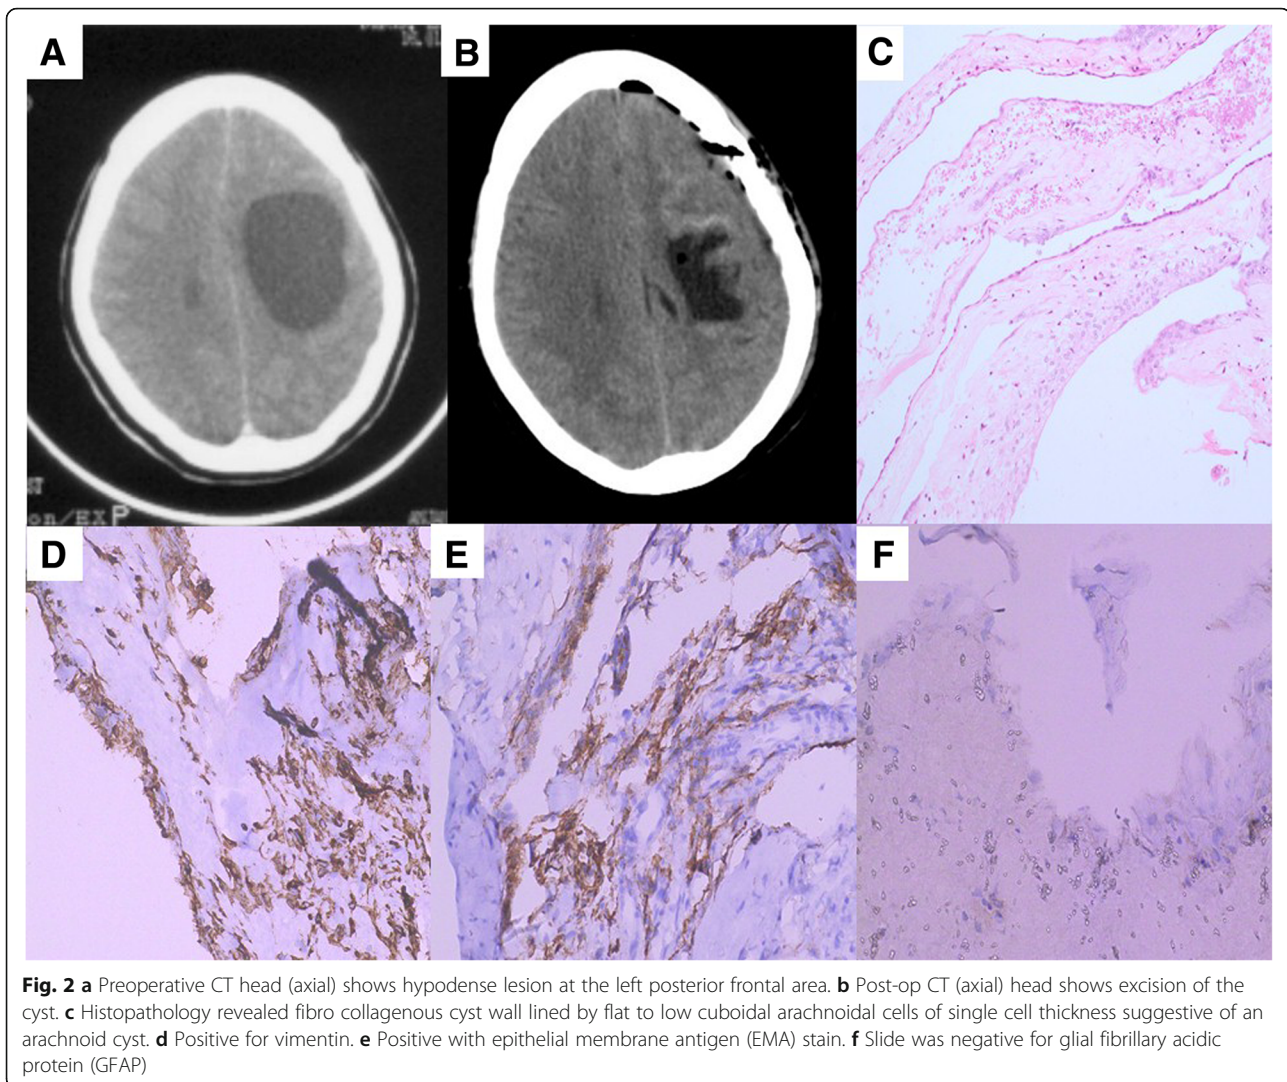 A
B
C
on/EXP
D
E
F
Fig. 2 a Preoperative CT head (axial) shows hypodense lesion at the left posterior frontal area. b Post-op CT (axial) head shows excision of the
cyst. c Histopathology revealed fibro collagenous cyst wall lined by flat to low cuboidal arachnoidal cells of single cell thickness suggestive of an
arachnoid cyst. d Positive for vimentin. e Positive with epithelial membrane antigen (EMA) stain. f Slide was negative for glial fibrillary acidic
protein (GFAP)